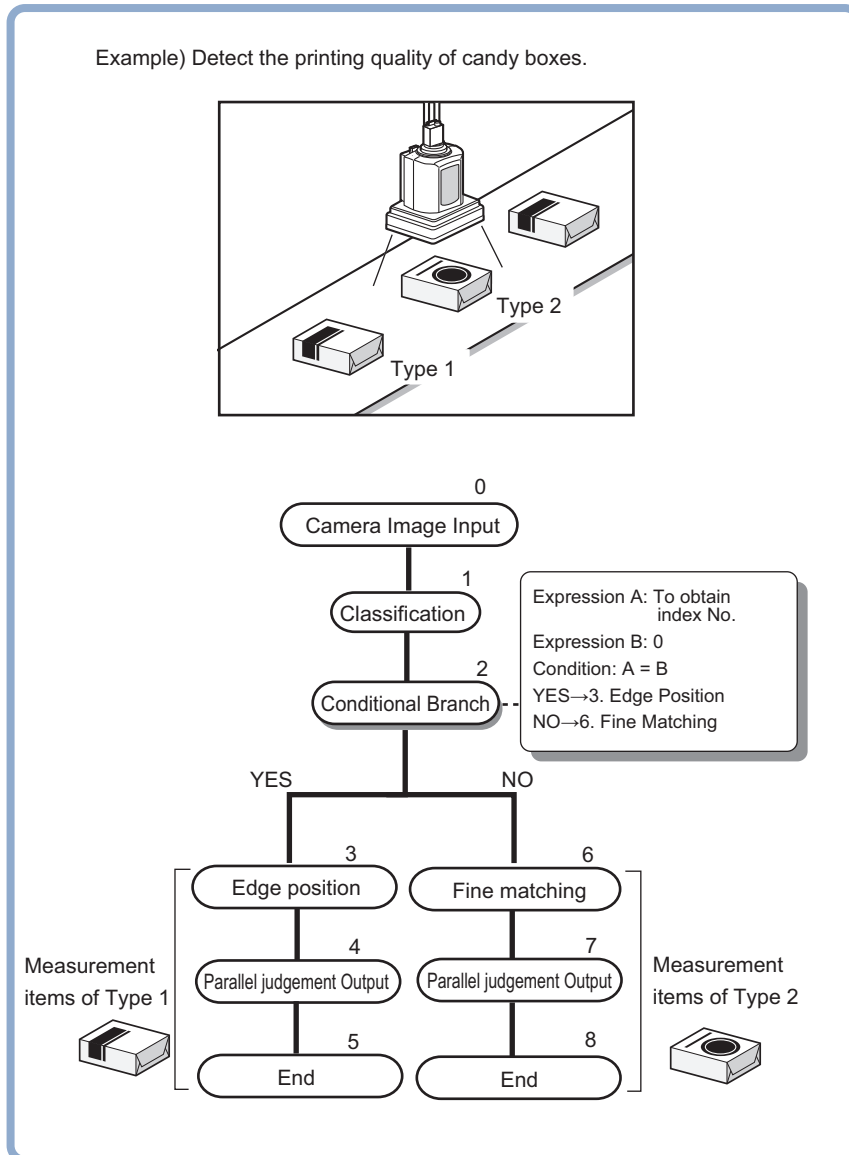 Example) Detect the printing quality of candy boxes.
Type 2
Type 1
0
Camera Image Input
1
Classification
2
Conditional Branch
Expression A: To obtain
index No.
Expression B: 0
Condition: A = B
YES→3. Edge Position
NO→6. Fine Matching
YES
NO
3
Edge position
6
Fine matching
4
Parallel judgement Output
7
Parallel judgement Output
Measurement
items of Type 1
Measurement
items of Type 2
5
End
8
End